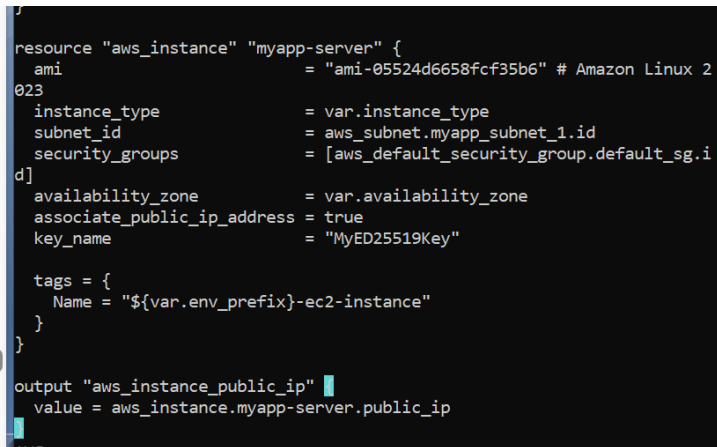 }
resource "aws_instance" "myapp-server" {
  ami                         = "ami-05524d6658fcf35b6" # Amazon Linux 2
023
  instance_type               = var.instance_type
  subnet_id                   = aws_subnet.myapp_subnet_1.id
  security_groups             = [aws_default_security_group.default_sg.i
d]
  availability_zone           = var.availability_zone
  associate_public_ip_address = true
  key_name                    = "MyED25519Key"
  tags = {
    Name = "${var.env_prefix}-ec2-instance"
  }
}
output "aws_instance_public_ip" {
  value = aws_instance.myapp-server.public_ip
}